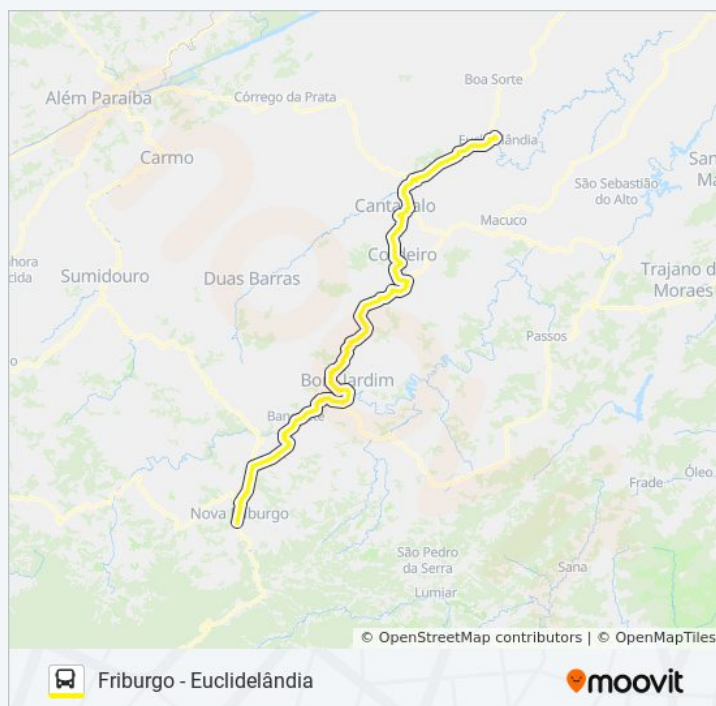 Boa Sorte
Além Paraíba
Córrego da Prata
Carmo
São Sebastião
do Alto
Macuco
Sumidouro
Duas Barras
Trajano de
Moraes
Passos
Nova
Frade
Óleo
São Pedro
da Serra
Sana
Lumiar
© OpenStreetMap contributors | © OpenMapTiles
Friburgo - Euclidelândia
moovit